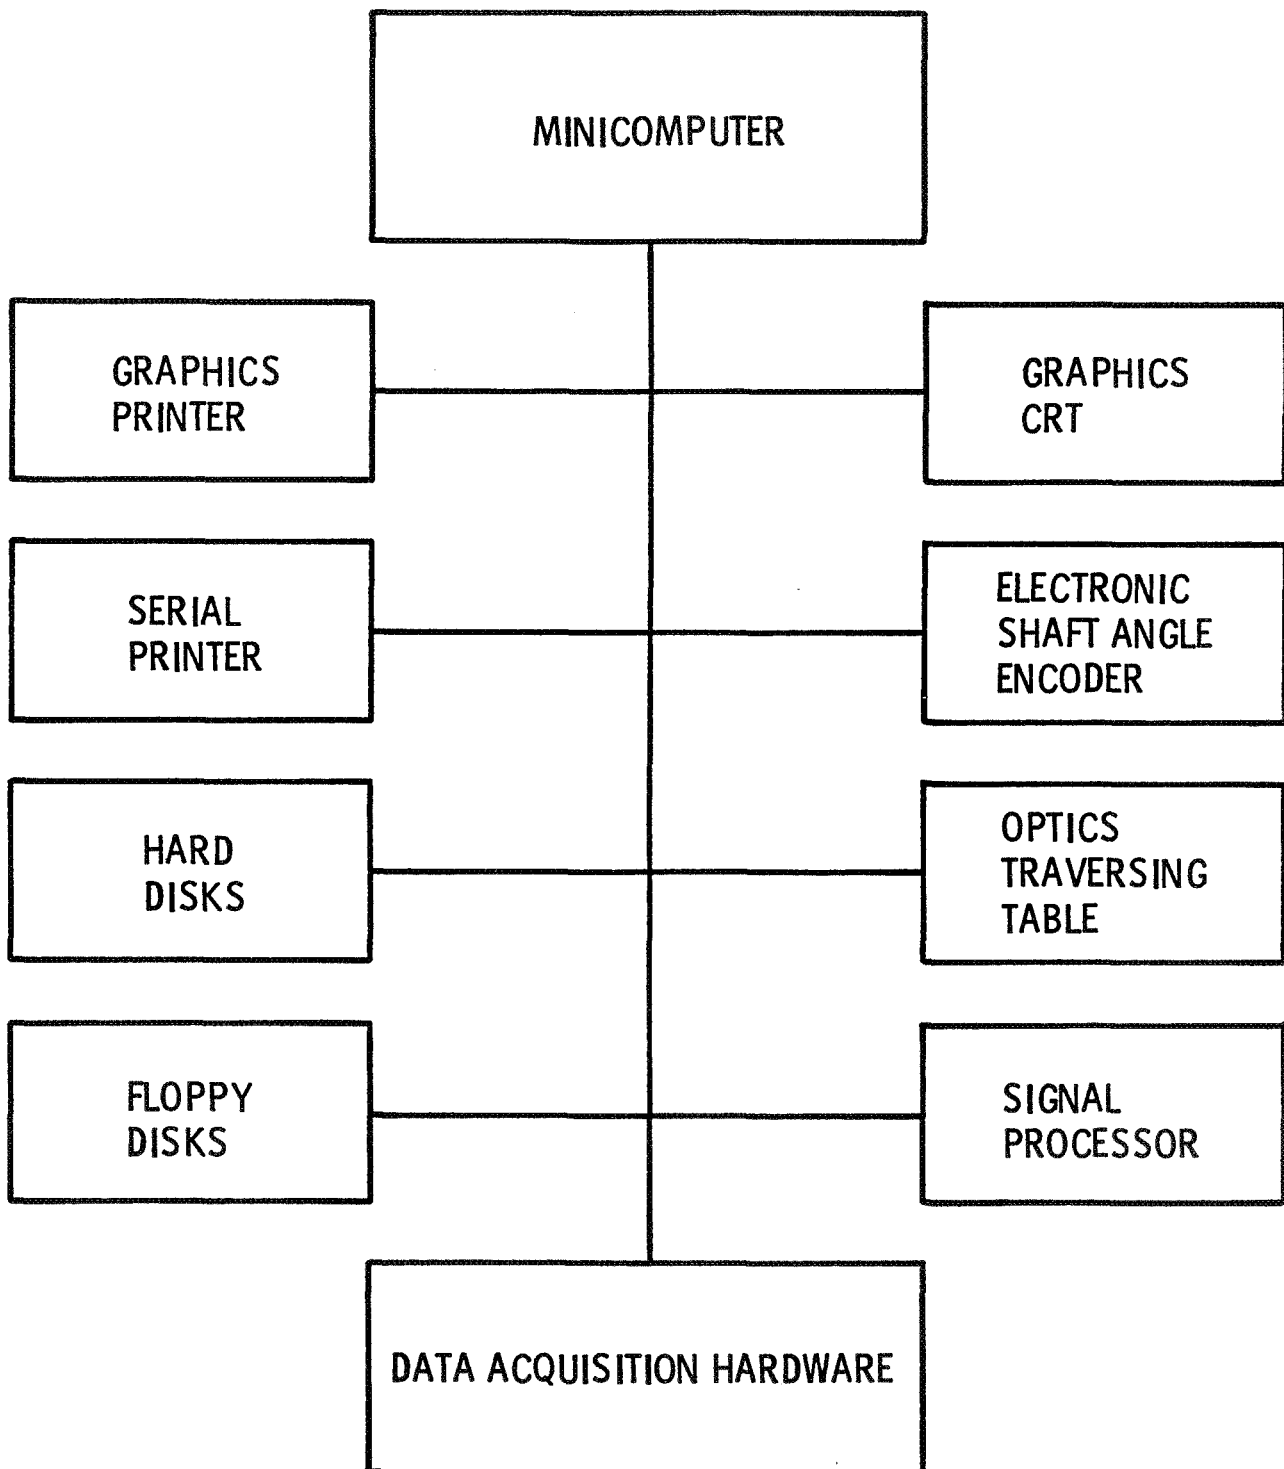 MINICOMPUTER
GRAPHICS
PRINTER
GRAPHICS
CRT
SERIAL
PRINTER
ELECTRONIC
SHAFT ANGLE
ENCODER
HARD
DISKS
OPTICS
TRAVERSING
TABLE
FLOPPY
DISKS
SIGNAL
PROCESSOR
DATA ACQUISITION HARDWARE